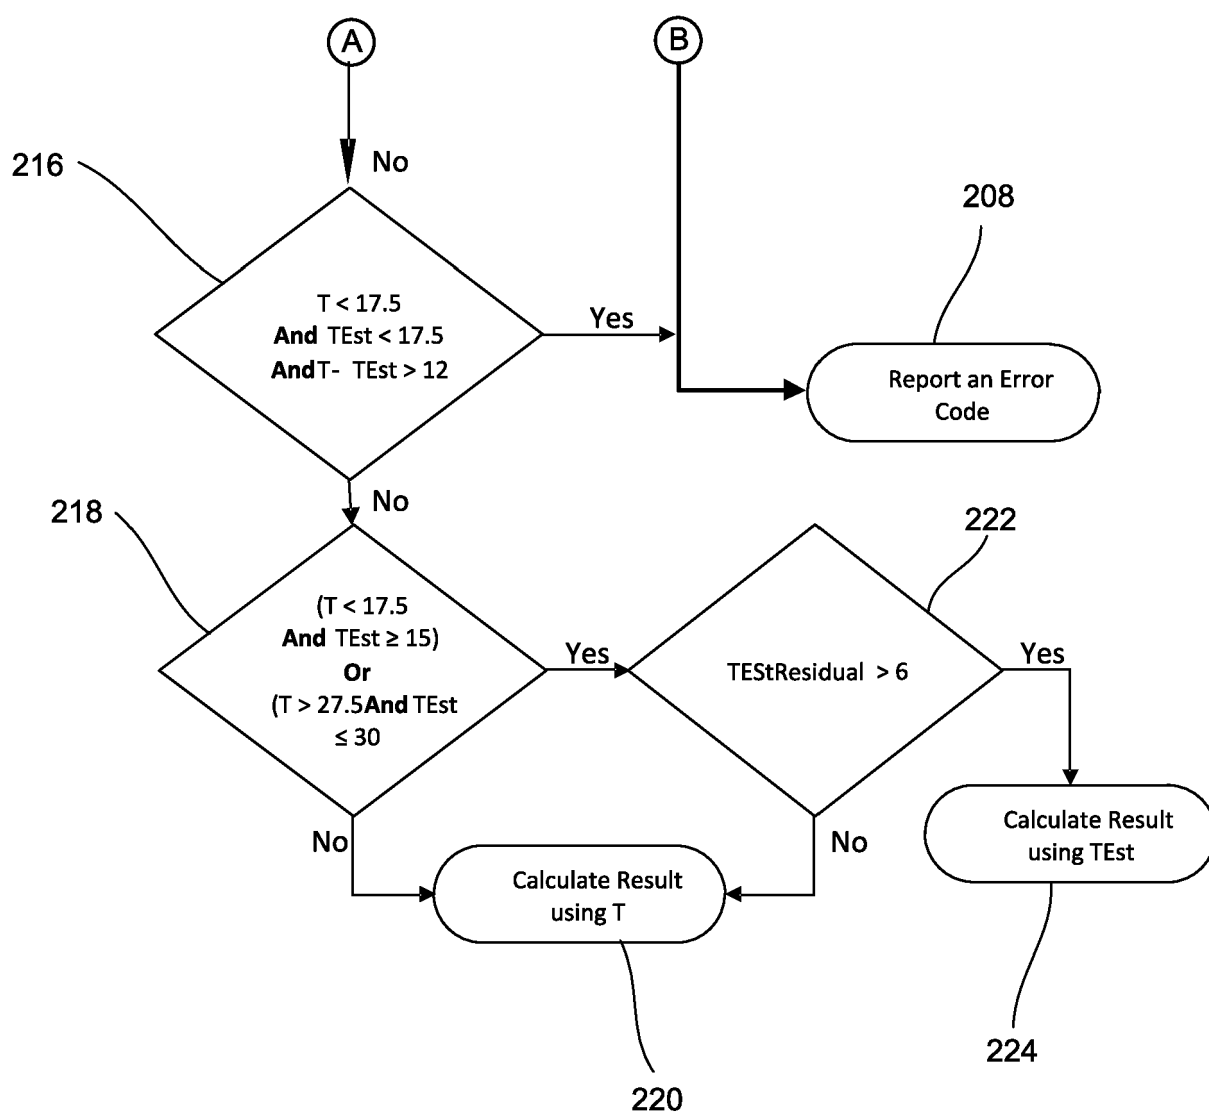 A
B
No
216
208
T < 17.5
And TEst < 17.5
AndT- TEst > 12
Yes
Report an Error
Code
No
218
222
(T < 17.5
And TEst ≥ 15)
Or
(T > 27.5And TEst
≤ 30
Yes
TEStResidual > 6
Yes
No
No
Calculate Result
using TEst
Calculate Result
using T
224
220